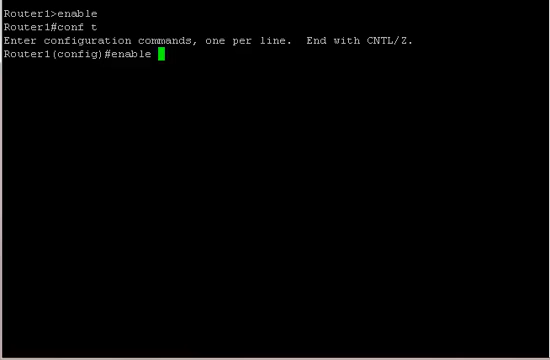 Router1>enable
Router1#conf t
Enter configuration commands, one per line.  End with CNTL/Z.
Router1(config)#enable